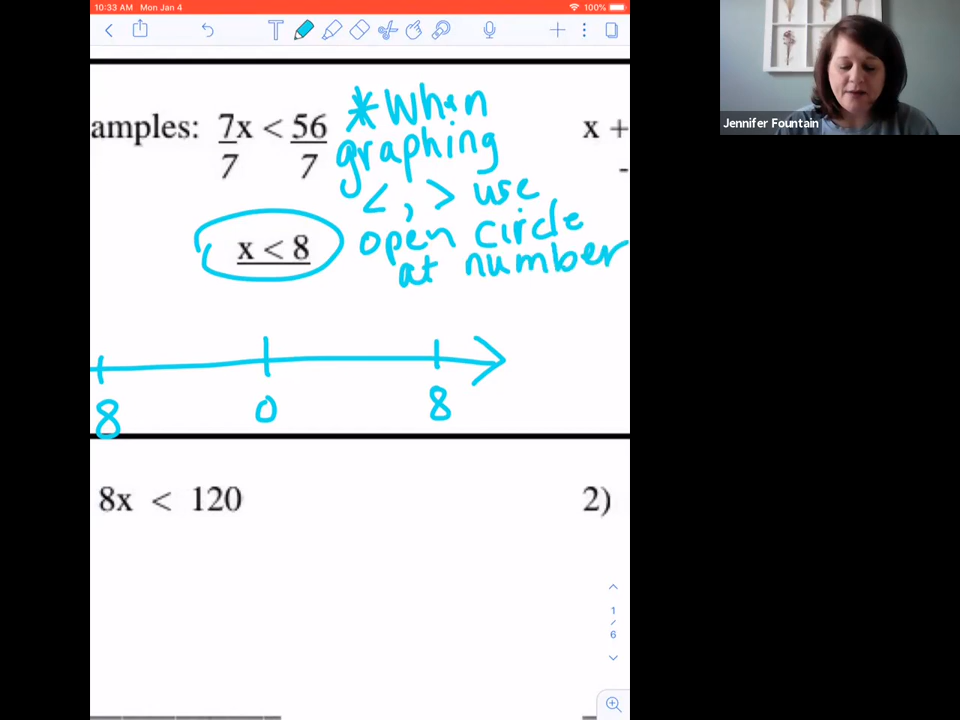 10:33 AM Mon Jan 4
100%
T
Jennifer Fountain
amples: 7x < 56
7 7
x < 8
* When
graphing
< , > use
open circle
at number
x +
-
8 0 8
8x < 120
2)
1
/
6